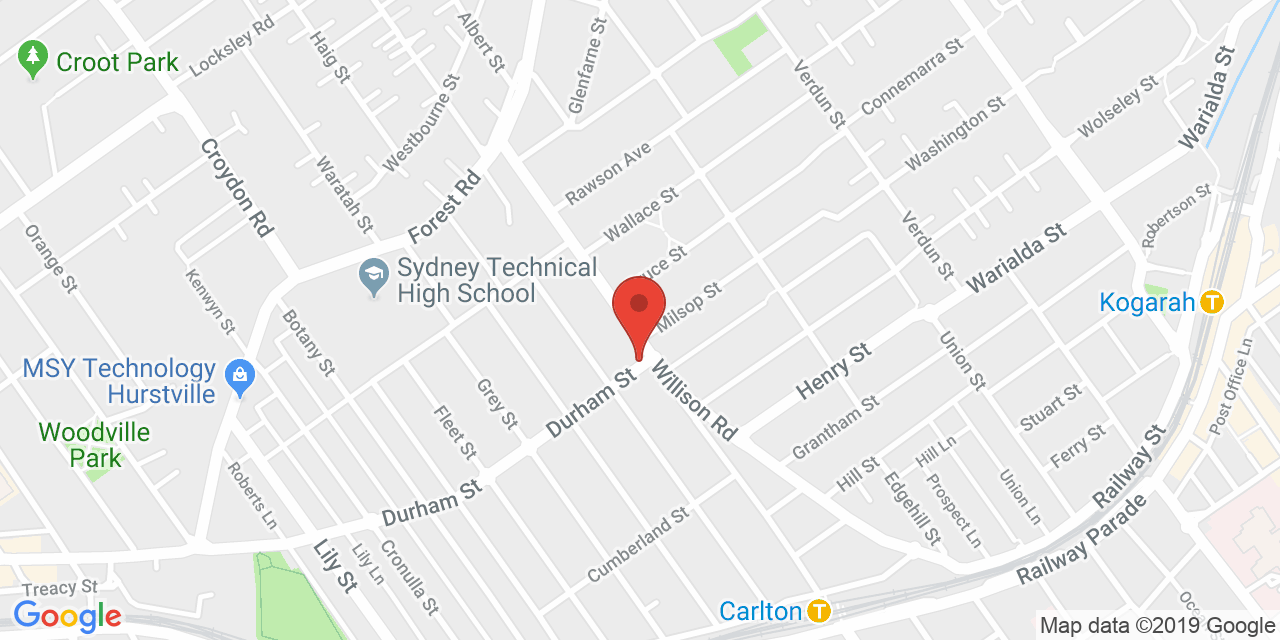 Croot Park
Locksley Rd
Haig St
Albert St
Glenfarne St
Westbourne St
Verdun St
Connemarra St
Washington St
Wolseley St
Warialda St
Croydon Rd
Waratah St
Forest Rd
Rawson Ave
Wallace St
Verdun St
Robertson St
Orange St
Kenwyn St
Sydney Technical
High School
Milsop St
Warialda St
Kogarah T
Botany St
MSY Technology
Hurstville
Grey St
Durham St
Willison Rd
Henry St
Union St
Post Office Ln
Woodville
Park
Fleet St
Grantham St
Stuart St
Ferry St
Hill St
Hill Ln
Railway St
Roberts Ln
Durham St
Edgehill St
Prospect Ln
Union Ln
Railway Parade
Lily St
Lily Ln
Cronulla St
Cumberland St
Treacy St
Carlton T
Google
Map data ©2019 Google